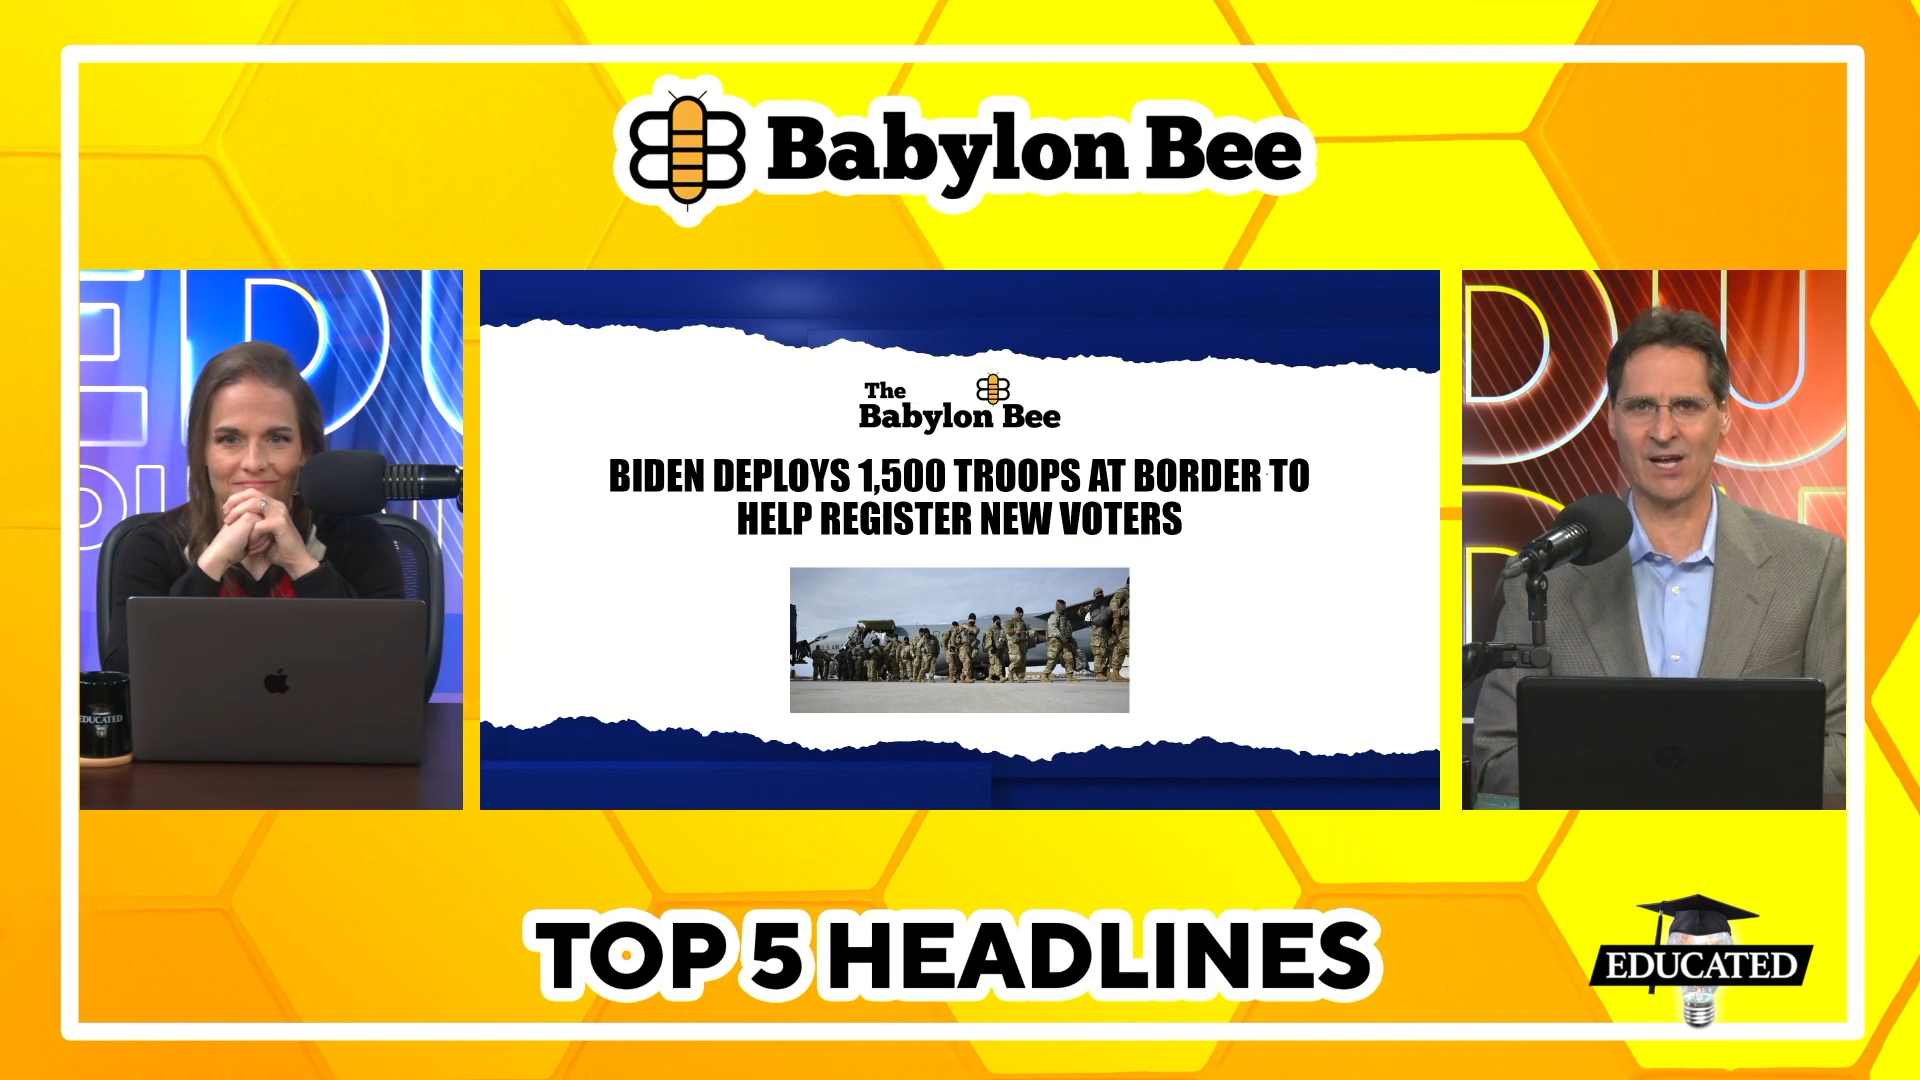 Babylon Bee
The
Babylon Bee
BIDEN DEPLOYS 1,500 TROOPS AT BORDER TO
HELP REGISTER NEW VOTERS
EDUCATED
TOP 5 HEADLINES
EDUCATED